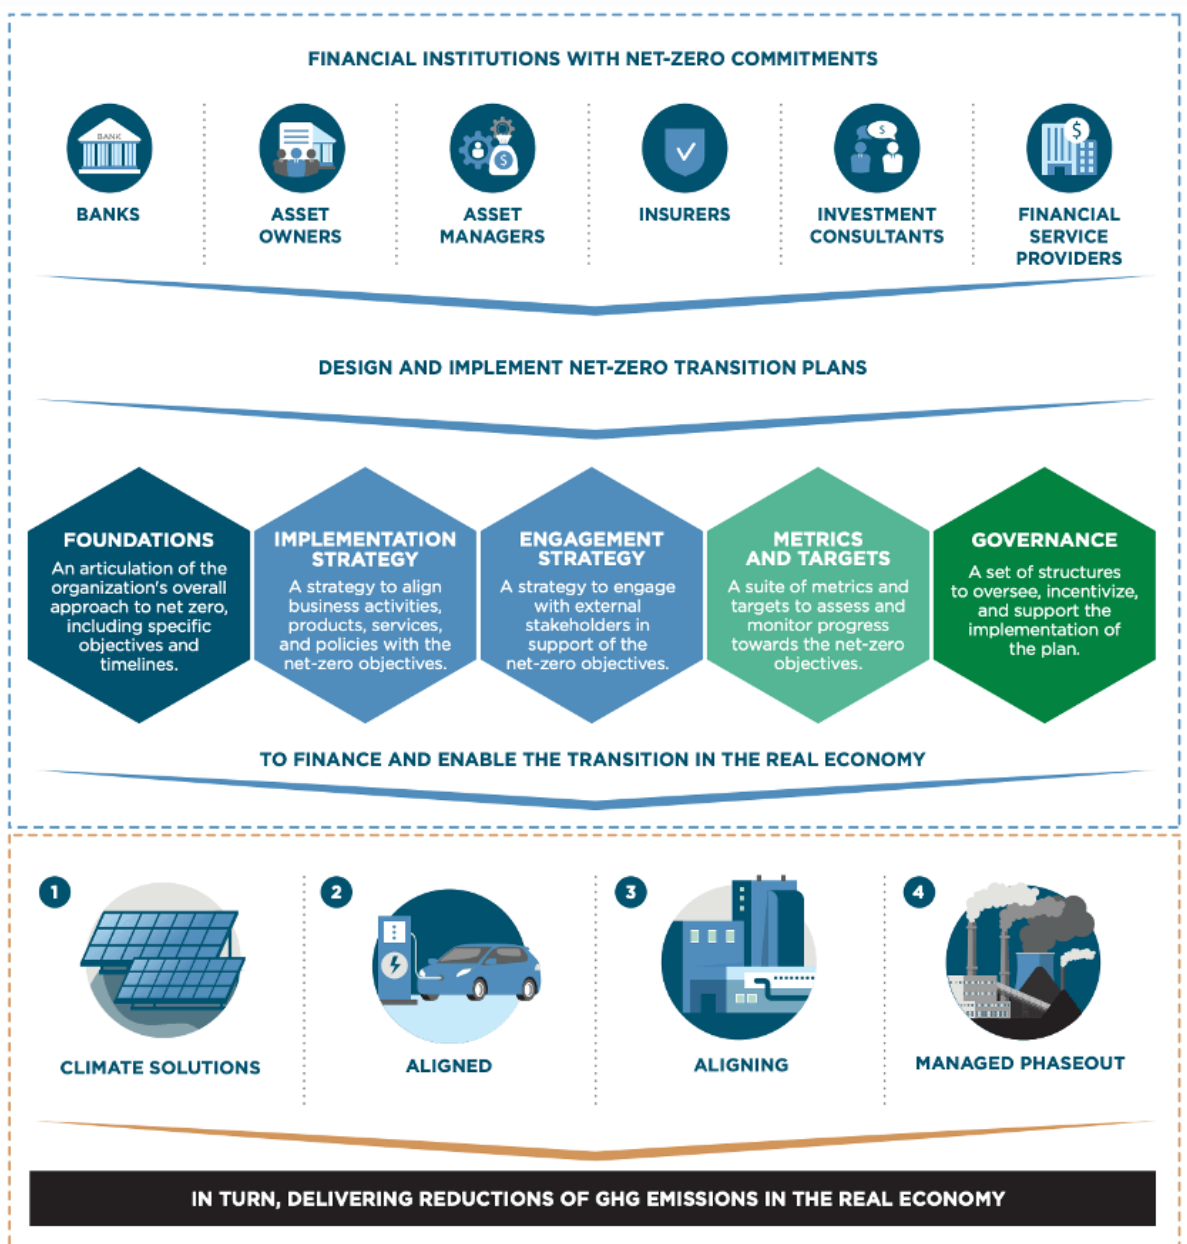 FINANCIAL INSTITUTIONS WITH NET-ZERO COMMITMENTS
BANK
$
$
$
BANKS
ASSET
OWNERS
ASSET
MANAGERS
INSURERS
INVESTMENT
CONSULTANTS
FINANCIAL
SERVICE
PROVIDERS
DESIGN AND IMPLEMENT NET-ZERO TRANSITION PLANS
FOUNDATIONS
An articulation of the
organization's overall
approach to net zero,
including specific
objectives and
timelines.
IMPLEMENTATION
STRATEGY
A strategy to align
business activities,
products, services,
and policies with the
net-zero objectives.
ENGAGEMENT
STRATEGY
A strategy to engage
with external
stakeholders in
support of the
net-zero objectives.
METRICS
AND TARGETS
A suite of metrics and
targets to assess and
monitor progress
towards the net-zero
objectives.
GOVERNANCE
A set of structures
to oversee, incentivize,
and support the
implementation of
the plan.
TO FINANCE AND ENABLE THE TRANSITION IN THE REAL ECONOMY
1
CLIMATE SOLUTIONS
2
ALIGNED
3
ALIGNING
4
MANAGED PHASEOUT
IN TURN, DELIVERING REDUCTIONS OF GHG EMISSIONS IN THE REAL ECONOMY